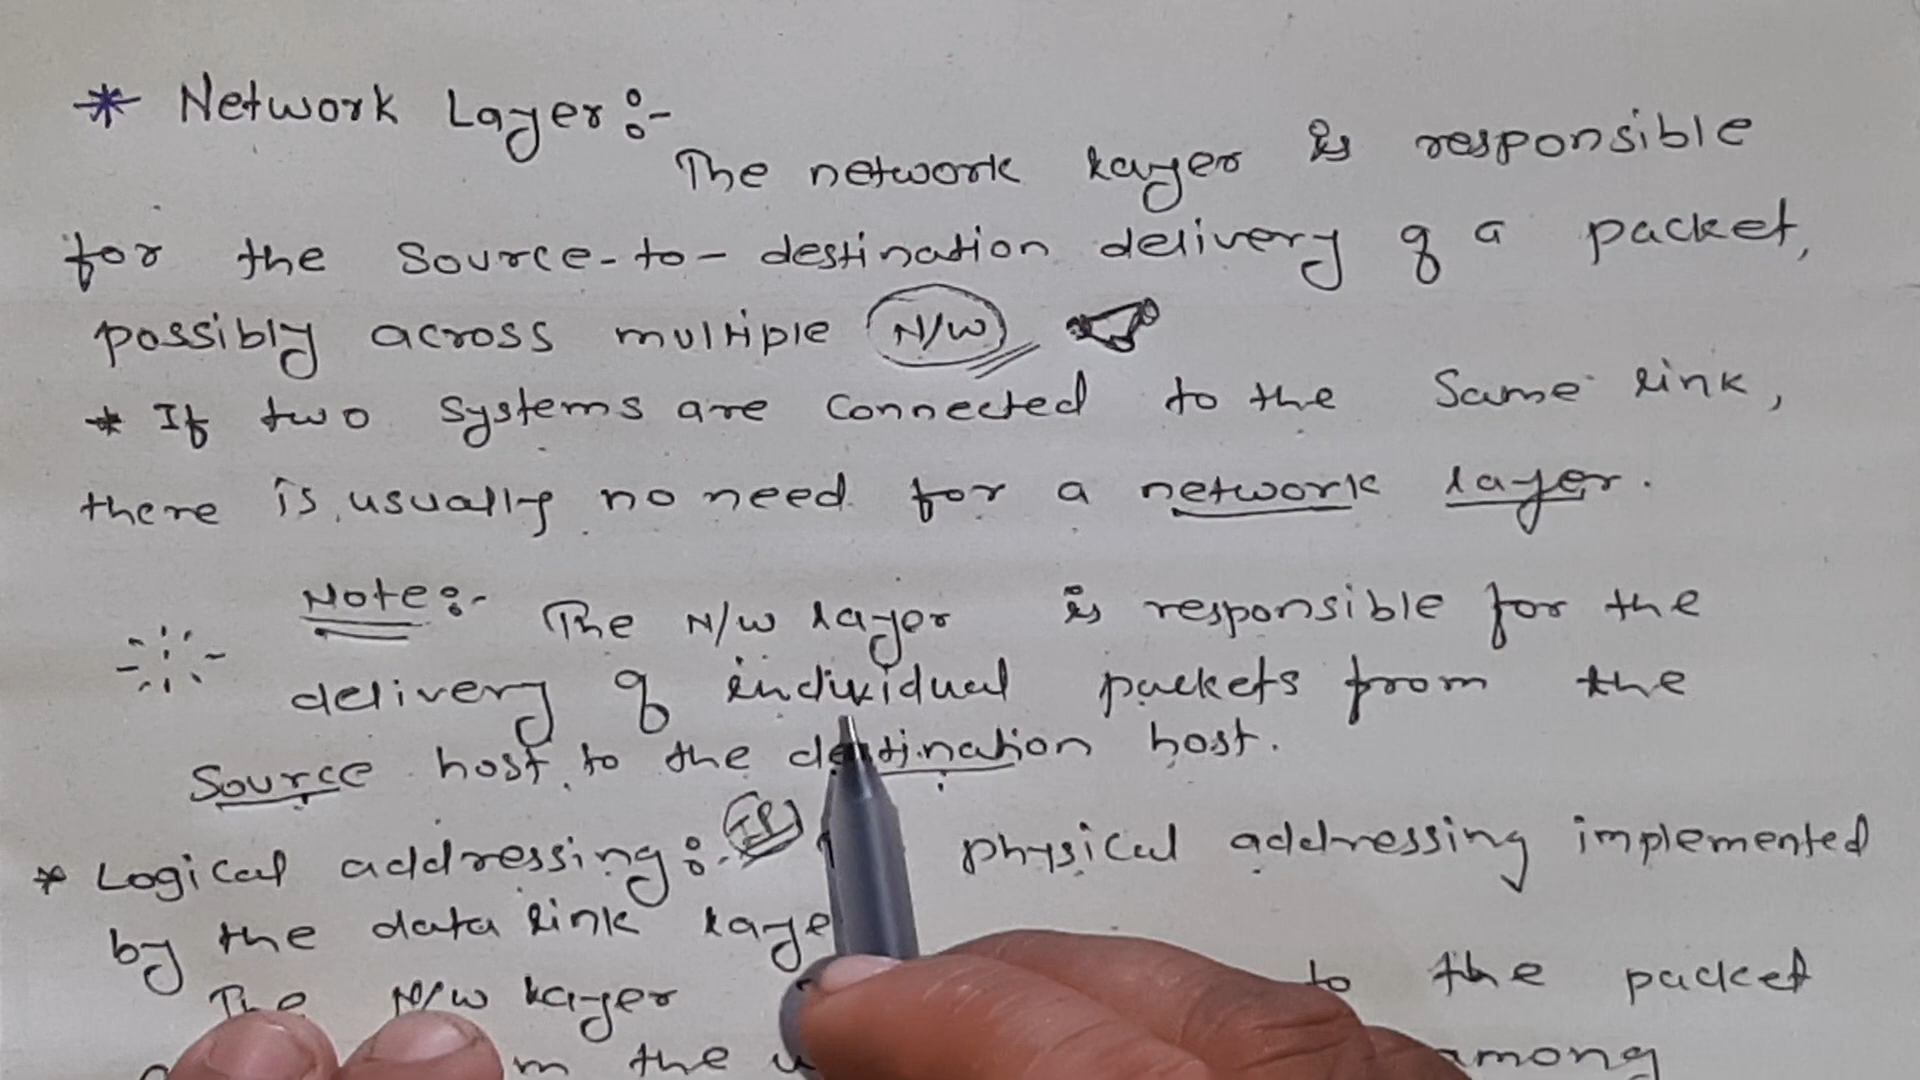 * Network Layer :-
The network layer is responsible
for the Source-to-destination delivery of a packet,
possibly across multiple N/W
* If two systems are connected to the Same link,
there is usually no need for a network layer.
Note :- The N/W layer is responsible for the
delivery of individual packets from the
Source host to the destination host.
* Logical addressing :- physical addressing implemented
by the data link laye
The N/W layer to the packet
the among